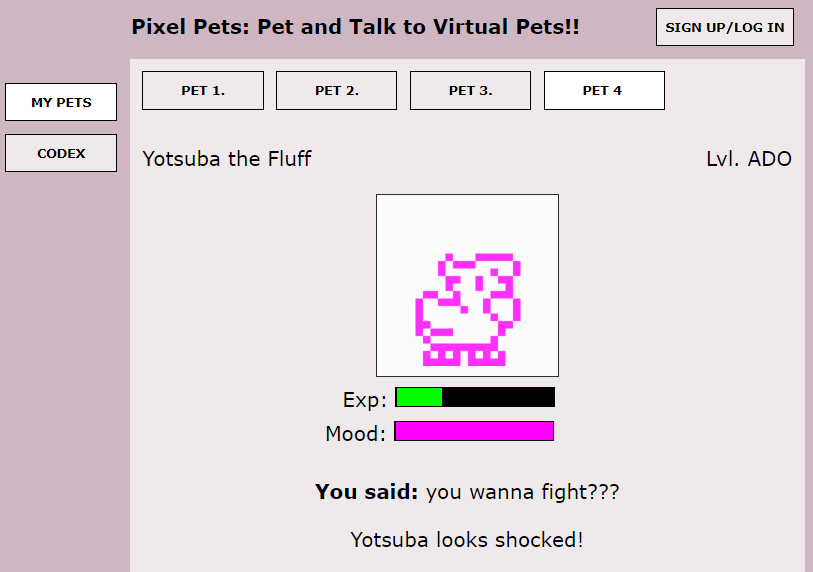 Pixel Pets: Pet and Talk to Virtual Pets!!
SIGN UP/LOG IN
MY PETS
CODEX
PET 1.
PET 2.
PET 3.
PET 4
Yotsuba the Fluff
Lvl. ADO
Exp:
Mood:
You said: you wanna fight???
Yotsuba looks shocked!